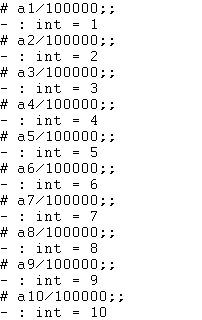 # a1/100000;;
- : int = 1
# a2/100000;;
- : int = 2
# a3/100000;;
- : int = 3
# a4/100000;;
- : int = 4
# a5/100000;;
- : int = 5
# a6/100000;;
- : int = 6
# a7/100000;;
- : int = 7
# a8/100000;;
- : int = 8
# a9/100000;;
- : int = 9
# a10/100000;;
- : int = 10